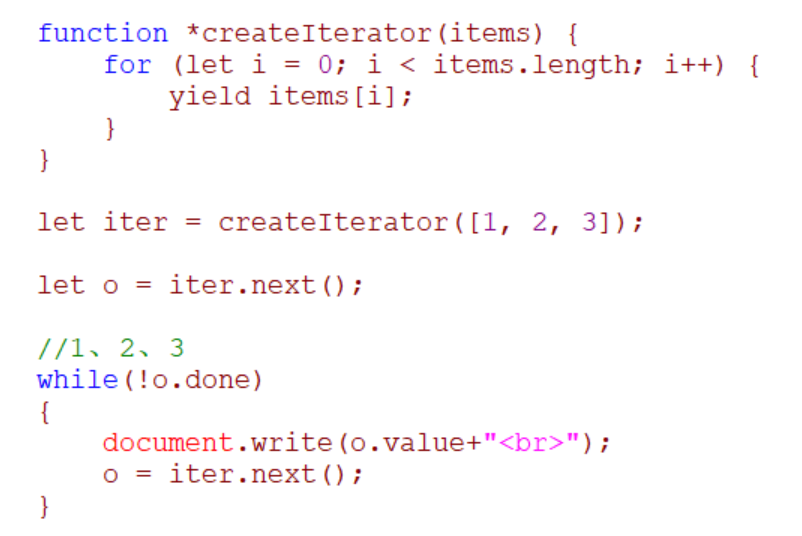 function *createIterator(items) {
    for (let i = 0; i < items.length; i++) {
        yield items[i];
    }
}
let iter = createIterator([1, 2, 3]);
let o = iter.next();
//1、2、3
while(!o.done)
{
    document.write(o.value+"<br>");
    o = iter.next();
}